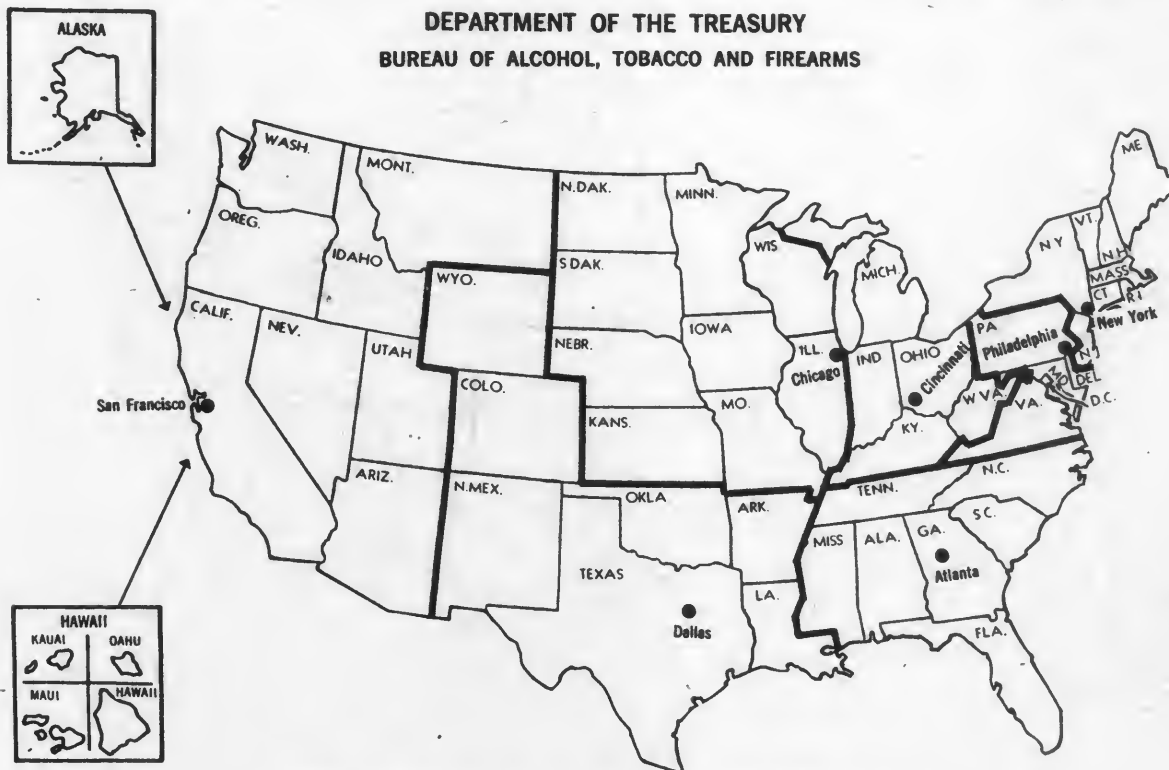 DEPARTMENT OF THE TREASURY
BUREAU OF ALCOHOL, TOBACCO AND FIREARMS
ALASKA
WASH.
MONT.
N.DAK.
MINN.
ME
OREG.
IDAHO
WYO.
S DAK.
WIS
MICH.
N Y
VT.
N H
MASS
CT
R I
New York
CALIF.
NEV.
UTAH
COLO.
NEBR.
IOWA
ILL.
Chicago
IND
OHIO
Cincinnati
PA
Philadelphia
N J
DEL
MD
D.C.
W VA.
VA.
San Francisco
KANS.
MO.
KY.
ARIZ.
N.MEX.
OKLA
ARK.
TENN.
N.C.
S.C.
TEXAS
Dallas
LA.
MISS
ALA.
GA.
Atlanta
FLA.
HAWAII
KAUAI
OAHU
MAUI
HAWAII